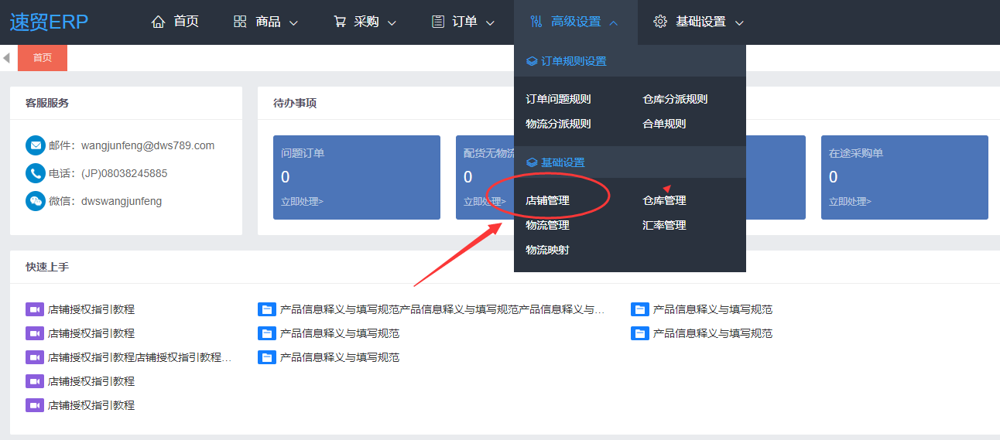 速贸ERP 首页 商品 采购 订单 高级设置 基础设置
首页
订单规则设置
订单问题规则 仓库分派规则
物流分派规则 合单规则
基础设置
店铺管理 仓库管理
物流管理 汇率管理
物流映射
客服服务
邮件：wangjunfeng@dws789.com
电话：(JP)08038245885
微信：dwswangjunfeng
待办事项
问题订单
0
立即处理>
配货无物流
0
立即处理>
在途采购单
0
立即处理>
快速上手
店铺授权指引教程
店铺授权指引教程
店铺授权指引教程店铺授权指引教程…
店铺授权指引教程
店铺授权指引教程
产品信息释义与填写规范产品信息释义与填写规范产品信息释义与…
产品信息释义与填写规范
产品信息释义与填写规范
产品信息释义与填写规范
产品信息释义与填写规范